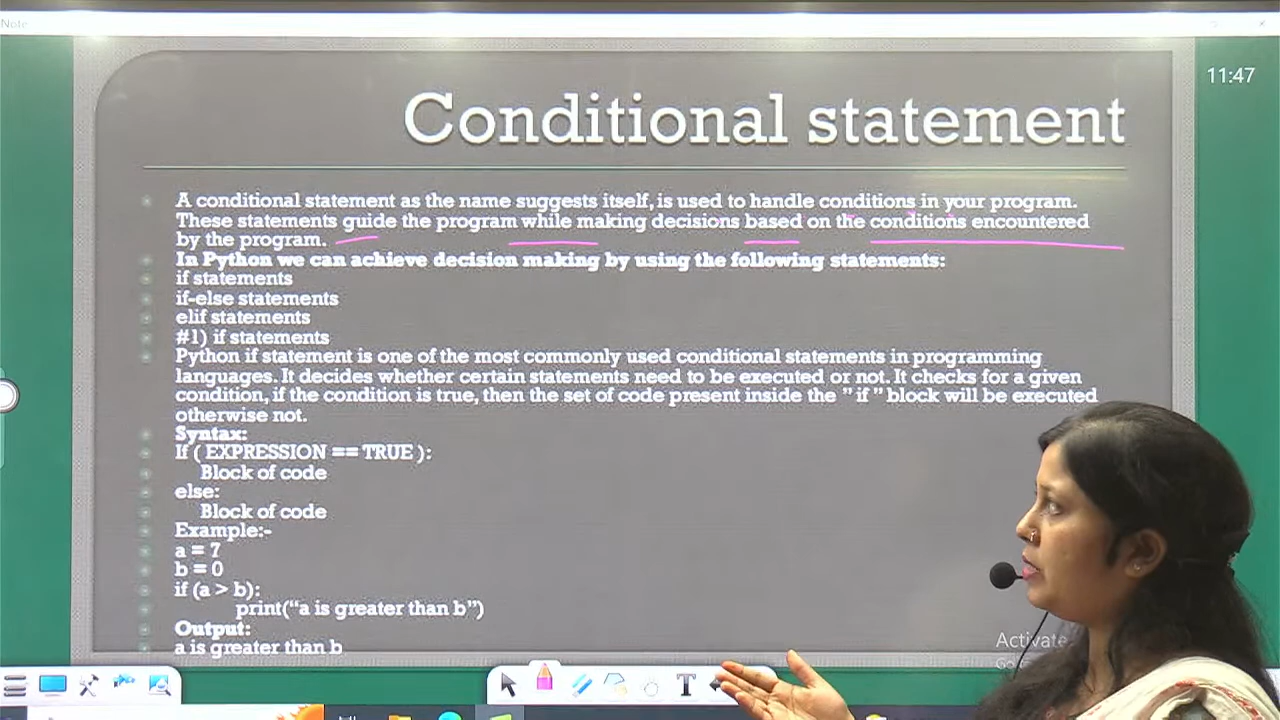 Note
11:47
Conditional statement
A conditional statement as the name suggests itself, is used to handle conditions in your program.
These statements guide the program while making decisions based on the conditions encountered
by the program.
In Python we can achieve decision making by using the following statements:
if statements
if-else statements
elif statements
#1) if statements
Python if statement is one of the most commonly used conditional statements in programming
languages. It decides whether certain statements need to be executed or not. It checks for a given
condition, if the condition is true, then the set of code present inside the ” if ” block will be executed
otherwise not.
Syntax:
If ( EXPRESSION == TRUE ):
Block of code
else:
Block of code
Example:-
a = 7
b = 0
if (a > b):
print(“a is greater than b”)
Output:
a is greater than b
Activate
T